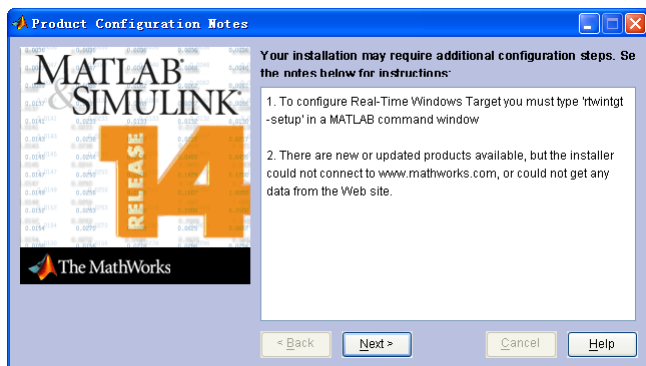 Product Configuration Notes
MATLAB®
& SIMULINK®
RELEASE
14
The MathWorks
Your installation may require additional configuration steps. Se
the notes below for instructions:
1. To configure Real-Time Windows Target you must type 'rtwintgt
-setup' in a MATLAB command window
2. There are new or updated products available, but the installer
could not connect to www.mathworks.com, or could not get any
data from the Web site.
< Back
Next >
Cancel
Help